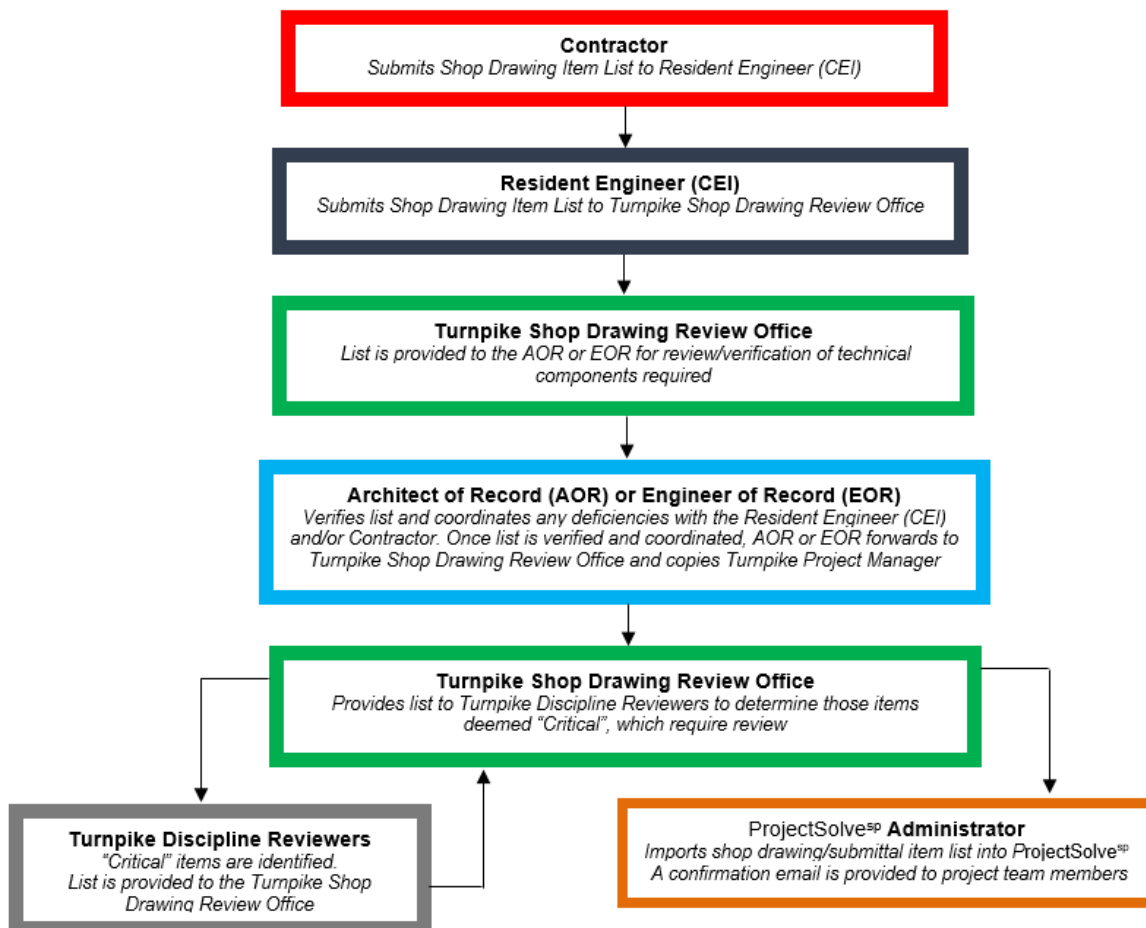 Contractor
Submits Shop Drawing Item List to Resident Engineer (CEI)
Resident Engineer (CEI)
Submits Shop Drawing Item List to Turnpike Shop Drawing Review Office
Turnpike Shop Drawing Review Office
List is provided to the AOR or EOR for review/verification of technical
components required
Architect of Record (AOR) or Engineer of Record (EOR)
Verifies list and coordinates any deficiencies with the Resident Engineer (CEI)
and/or Contractor. Once list is verified and coordinated, AOR or EOR forwards to
Turnpike Shop Drawing Review Office and copies Turnpike Project Manager
Turnpike Shop Drawing Review Office
Provides list to Turnpike Discipline Reviewers to determine those items
deemed “Critical”, which require review
Turnpike Discipline Reviewers
“Critical” items are identified.
List is provided to the Turnpike Shop
Drawing Review Office
ProjectSolveˢᵖ Administrator
Imports shop drawing/submittal item list into ProjectSolveˢᵖ
A confirmation email is provided to project team members